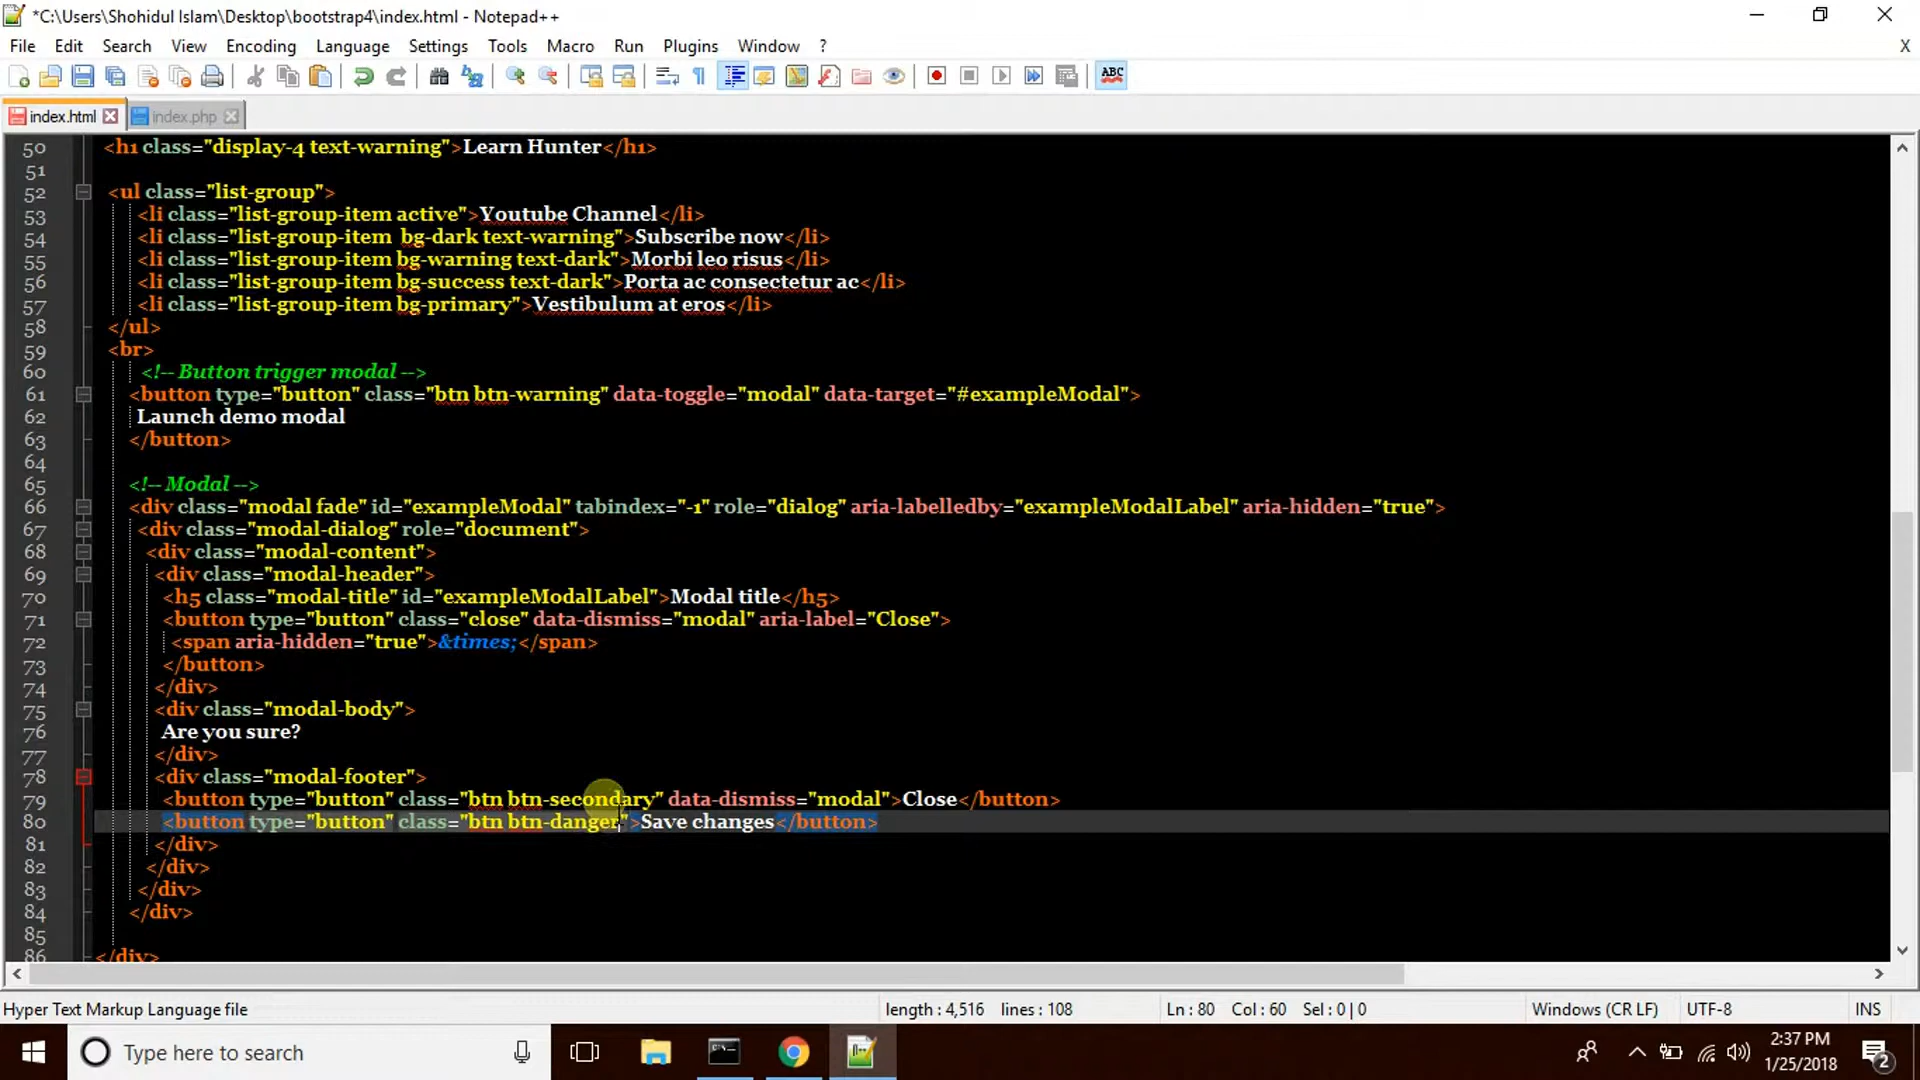 *C:\Users\Shohidul Islam\Desktop\bootstrap4\index.html - Notepad++
File Edit Search View Encoding Language Settings Tools Macro Run Plugins Window ? X
ABC
index.html index.php
50 <h1 class="display-4 text-warning">Learn Hunter</h1>
51
52 <ul class="list-group">
53 <li class="list-group-item active">Youtube Channel</li>
54 <li class="list-group-item  bg-dark text-warning">Subscribe now</li>
55 <li class="list-group-item bg-warning text-dark">Morbi leo risus</li>
56 <li class="list-group-item bg-success text-dark">Porta ac consectetur ac</li>
57 <li class="list-group-item bg-primary">Vestibulum at eros</li>
58 </ul>
59 <br>
60 <!-- Button trigger modal -->
61 <button type="button" class="btn btn-warning" data-toggle="modal" data-target="#exampleModal">
62 Launch demo modal
63 </button>
64
65 <!-- Modal -->
66 <div class="modal fade" id="exampleModal" tabindex="-1" role="dialog" aria-labelledby="exampleModalLabel" aria-hidden="true">
67 <div class="modal-dialog" role="document">
68 <div class="modal-content">
69 <div class="modal-header">
70 <h5 class="modal-title" id="exampleModalLabel">Modal title</h5>
71 <button type="button" class="close" data-dismiss="modal" aria-label="Close">
72 <span aria-hidden="true">&times;</span>
73 </button>
74 </div>
75 <div class="modal-body">
76 Are you sure?
77 </div>
78 <div class="modal-footer">
79 <button type="button" class="btn btn-secondary" data-dismiss="modal">Close</button>
80 <button type="button" class="btn btn-danger">Save changes</button>
81 </div>
82 </div>
83 </div>
84 </div>
85
86 </div>
Hyper Text Markup Language file length : 4,516 lines : 108 Ln : 80 Col : 60 Sel : 0 | 0 Windows (CR LF) UTF-8 INS
Type here to search
2:37 PM
1/25/2018
2